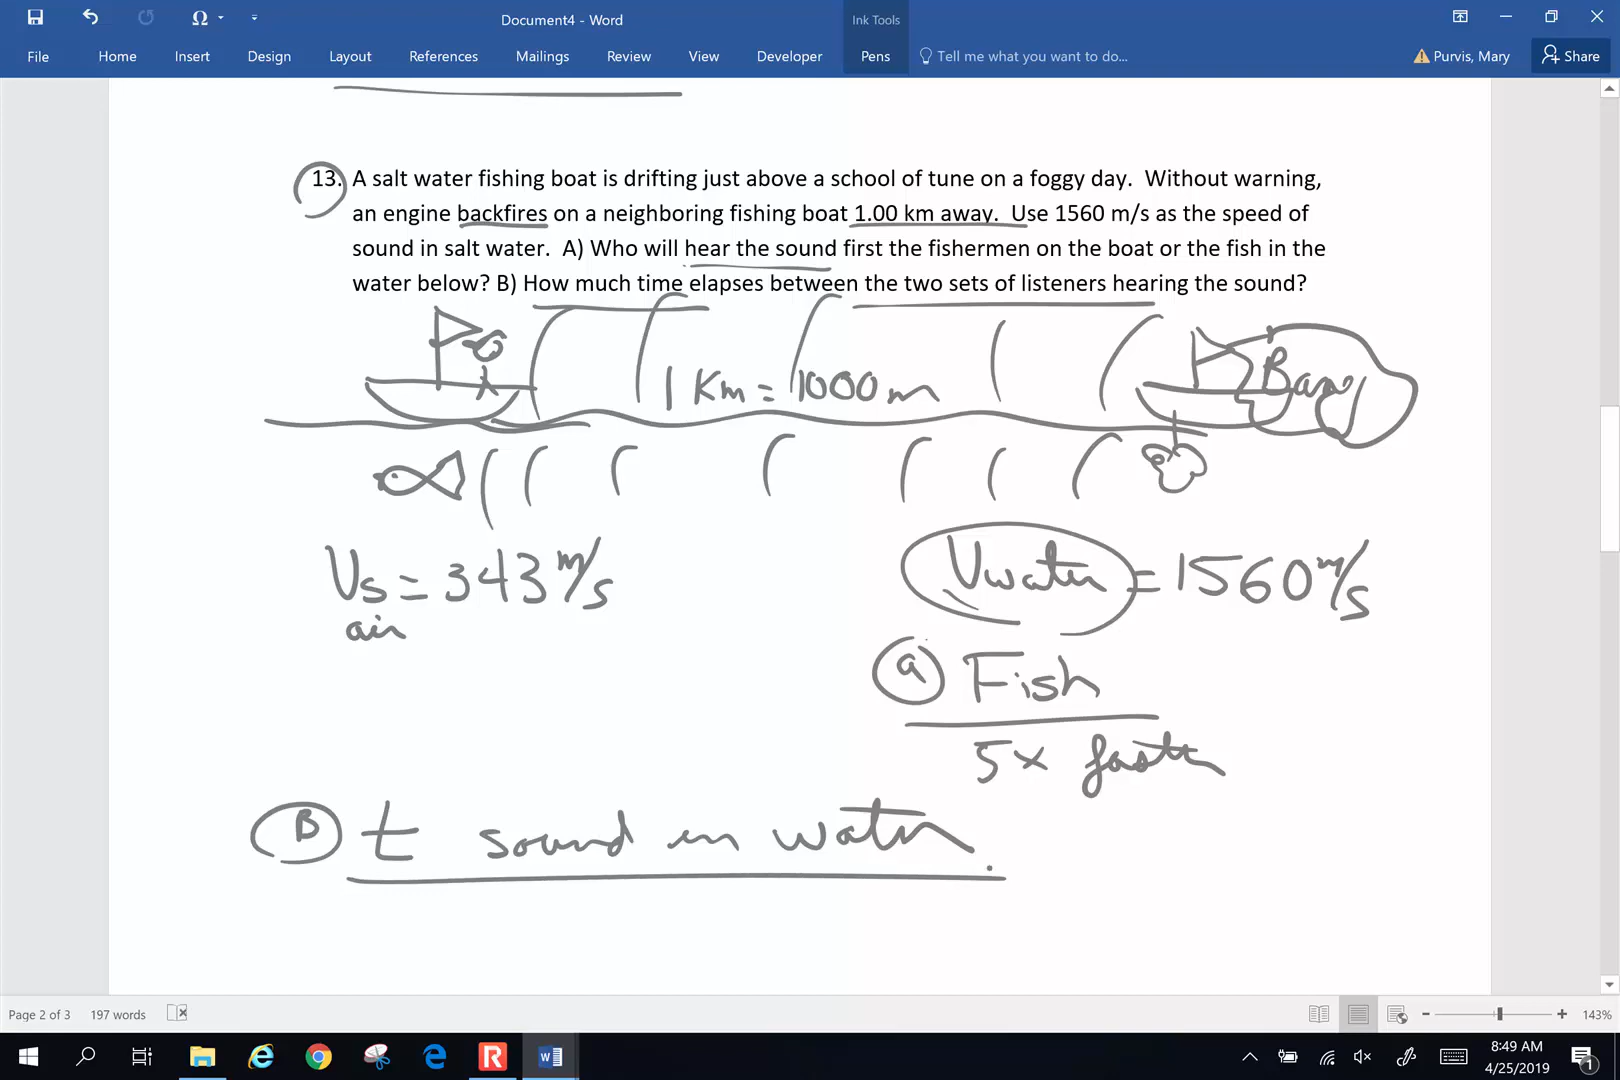 Document4 - Word
Ink Tools
File Home Insert Design Layout References Mailings Review View Developer Pens Tell me what you want to do... Purvis, Mary Share
13. A salt water fishing boat is drifting just above a school of tune on a foggy day. Without warning,
an engine backfires on a neighboring fishing boat 1.00 km away. Use 1560 m/s as the speed of
sound in salt water. A) Who will hear the sound first the fishermen on the boat or the fish in the
water below? B) How much time elapses between the two sets of listeners hearing the sound?
1 Km = 1000 m
Bang
Vs = 343 m/s
air
Vwater = 1560 m/s
a Fish
5x faster
B t sound in water
Page 2 of 3 197 words
143%
8:49 AM
4/25/2019
1